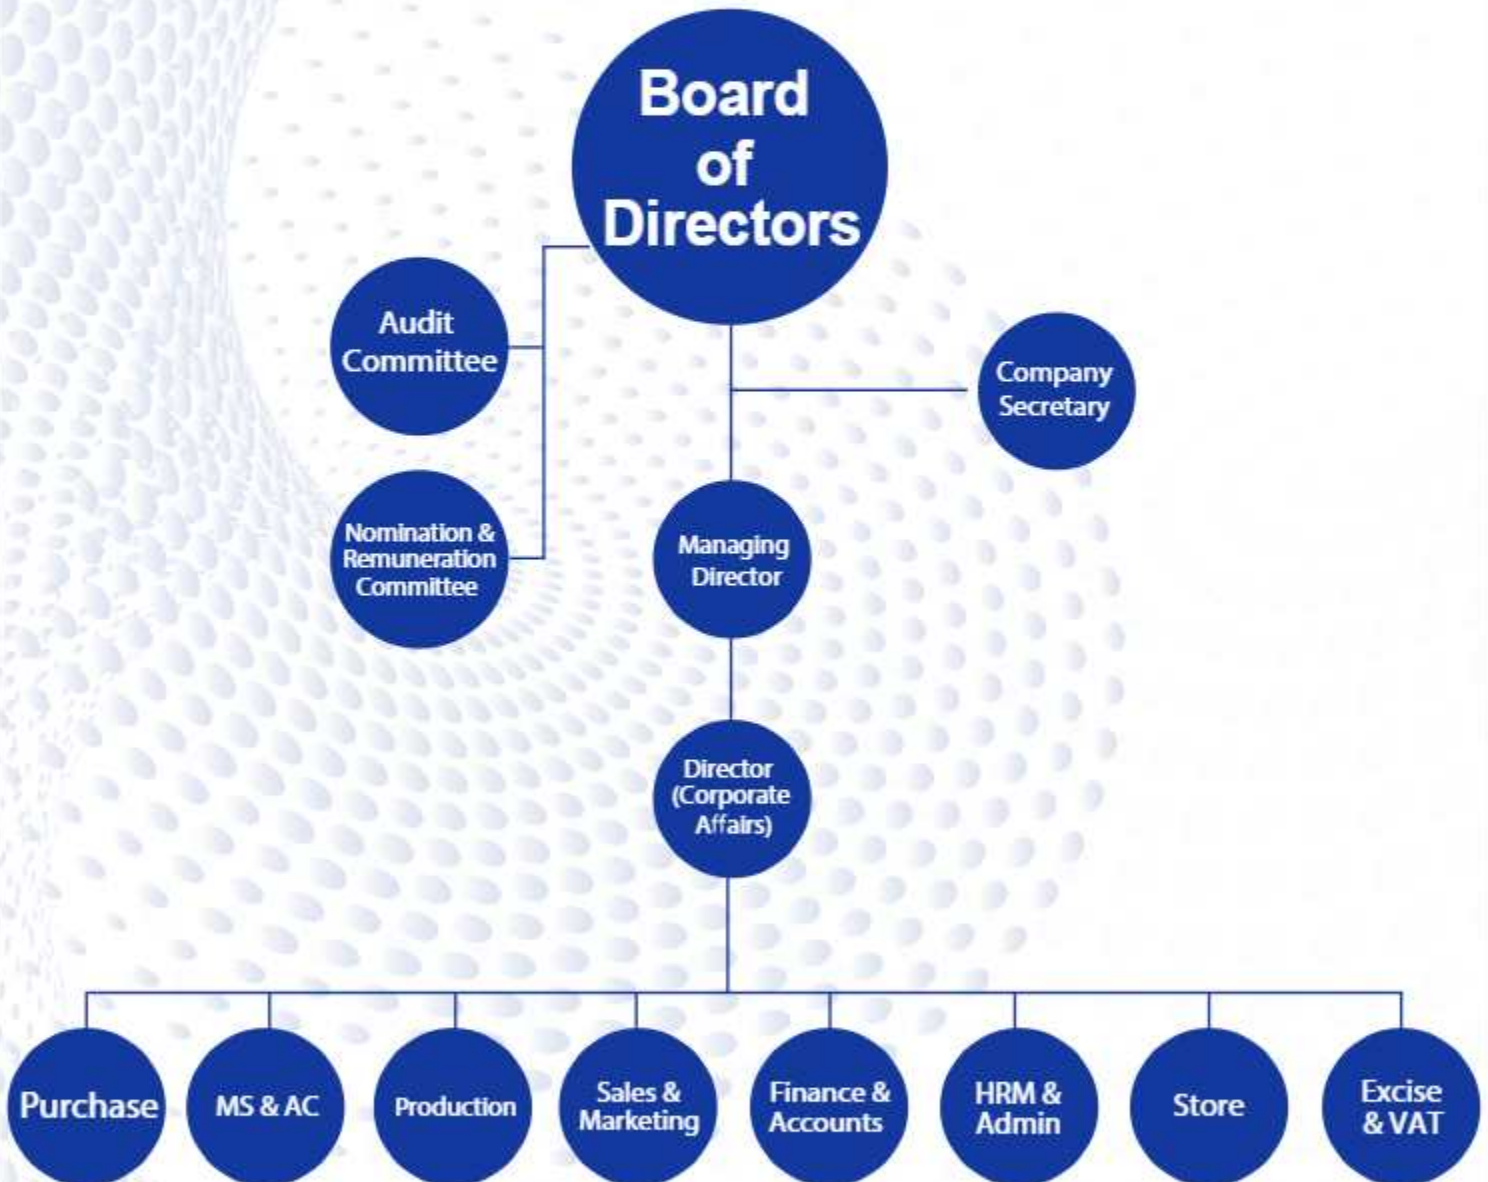 Board
of
Directors
Audit
Committee
Company
Secretary
Nomination &
Remuneration
Committee
Managing
Director
Director
(Corporate
Affairs)
Purchase
MS & AC
Production
Sales &
Marketing
Finance &
Accounts
HRM &
Admin
Store
Excise
& VAT